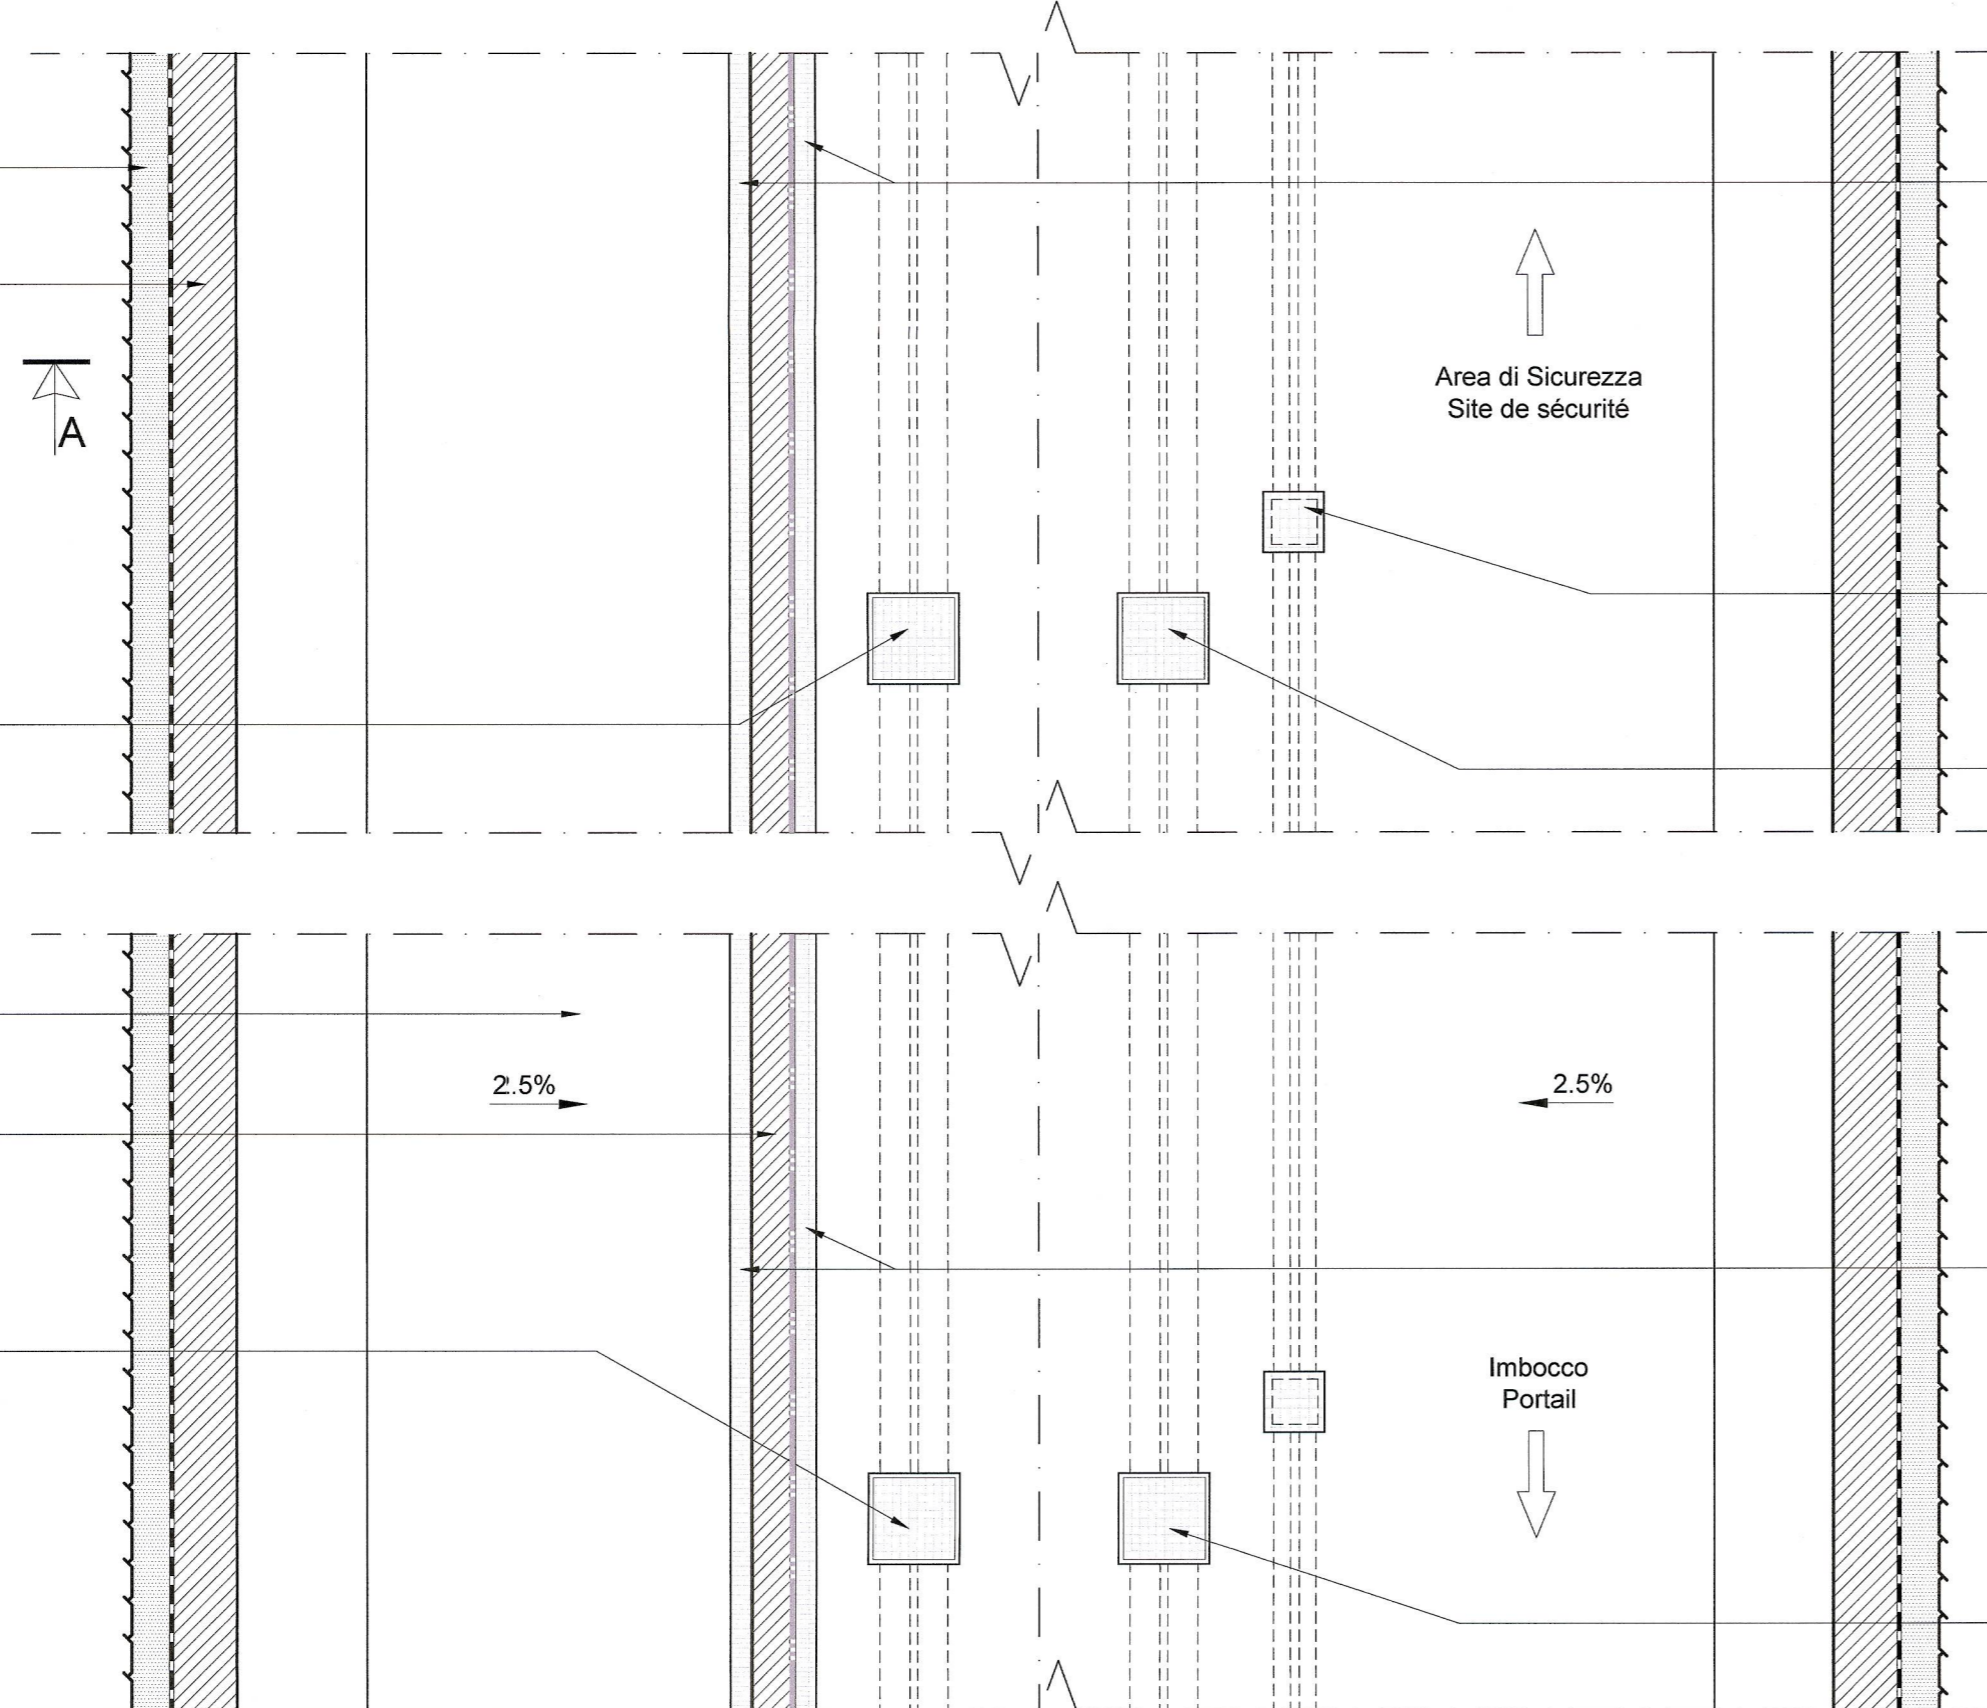 Area di Sicurezza
Site de sécurité
A
2.5%
2.5%
Imbocco
Portail